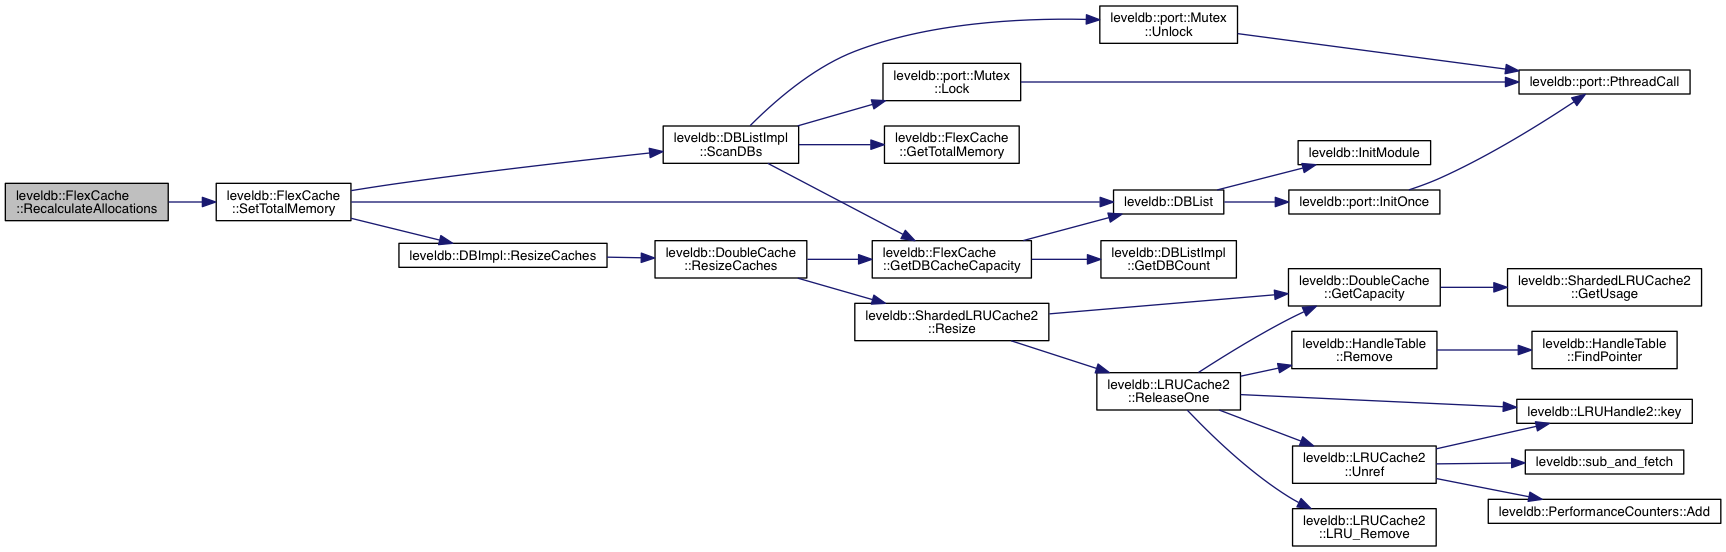 leveldb::FlexCache
::RecalculateAllocations
leveldb::FlexCache
::SetTotalMemory
leveldb::DBListImpl
::ScanDBs
leveldb::DBImpl::ResizeCaches
leveldb::DoubleCache
::ResizeCaches
leveldb::port::Mutex
::Unlock
leveldb::port::Mutex
::Lock
leveldb::FlexCache
::GetTotalMemory
leveldb::FlexCache
::GetDBCacheCapacity
leveldb::ShardedLRUCache2
::Resize
leveldb::DBList
leveldb::DBListImpl
::GetDBCount
leveldb::LRUCache2
::ReleaseOne
leveldb::InitModule
leveldb::port::InitOnce
leveldb::DoubleCache
::GetCapacity
leveldb::HandleTable
::Remove
leveldb::LRUCache2
::Unref
leveldb::LRUCache2
::LRU_Remove
leveldb::port::PthreadCall
leveldb::ShardedLRUCache2
::GetUsage
leveldb::HandleTable
::FindPointer
leveldb::LRUHandle2::key
leveldb::sub_and_fetch
leveldb::PerformanceCounters::Add